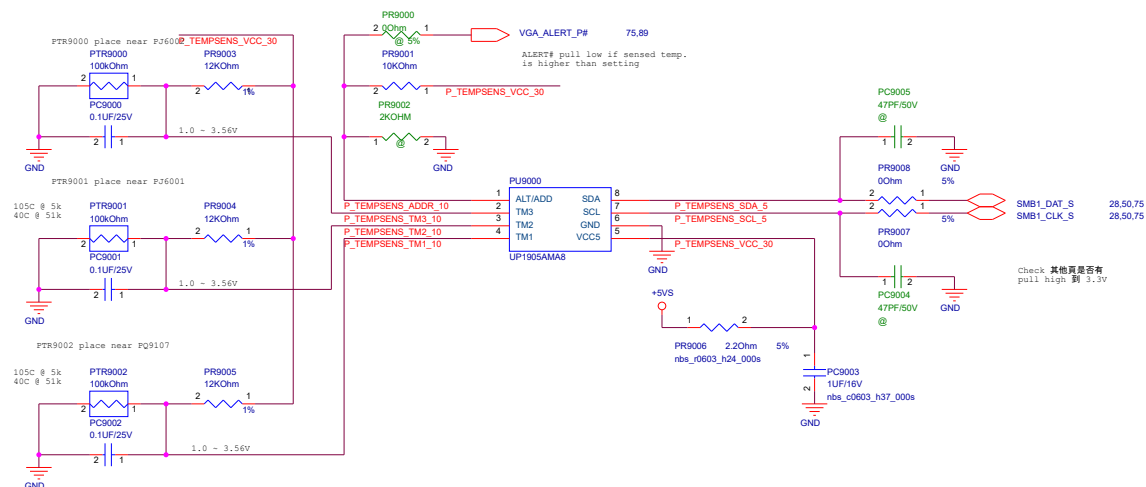 PTR9000 place near PJ600
P_TEMPSENS_VCC_30
PTR9000
100kOhm
2 1
PR9003
12KOhm
2 1
1%
PC9000
0.1UF/25V
2 1
1.0 ~ 3.56V
GND
PTR9001 place near PJ6001
105C @ 5k
40C @ 51k
PTR9001
100kOhm
2 1
PR9004
12KOhm
2 1
1%
PC9001
0.1UF/25V
2 1
1.0 ~ 3.56V
GND
PTR9002 place near PQ9107
105C @ 5k
40C @ 51k
PTR9002
100kOhm
2 1
PR9005
12KOhm
2 1
1%
PC9002
0.1UF/25V
2 1
1.0 ~ 3.56V
GND
PR9000
0Ohm
2 1
@ 5%
VGA_ALERT_P# 75,89
ALERT# pull low if sensed temp.
is higher than setting
PR9001
10KOhm
2 1
P_TEMPSENS_VCC_30
PR9002
2KOHM
1 2
@
GND
P_TEMPSENS_ADDR_10
P_TEMPSENS_TM3_10
P_TEMPSENS_TM2_10
P_TEMPSENS_TM1_10
PU9000
1 ALT/ADD SDA 8
2 TM3 SCL 7
3 TM2 GND 6
4 TM1 VCC5 5
UP1905AMA8
P_TEMPSENS_SDA_5
P_TEMPSENS_SCL_5
P_TEMPSENS_VCC_30
GND
+5VS
1 2
PR9006 2.2Ohm 5%
nbs_r0603_h24_000s
1
PC9003
1UF/16V
2
nbs_c0603_h37_000s
GND
PC9005
47PF/50V
@
1 2
GND
PR9008
0Ohm 5%
2 1
SMB1_DAT_S 28,50,75
2 1
SMB1_CLK_S 28,50,75
5%
PR9007
0Ohm
1 2
PC9004
47PF/50V
@
GND
Check 其他頁是否有
pull high 到 3.3V